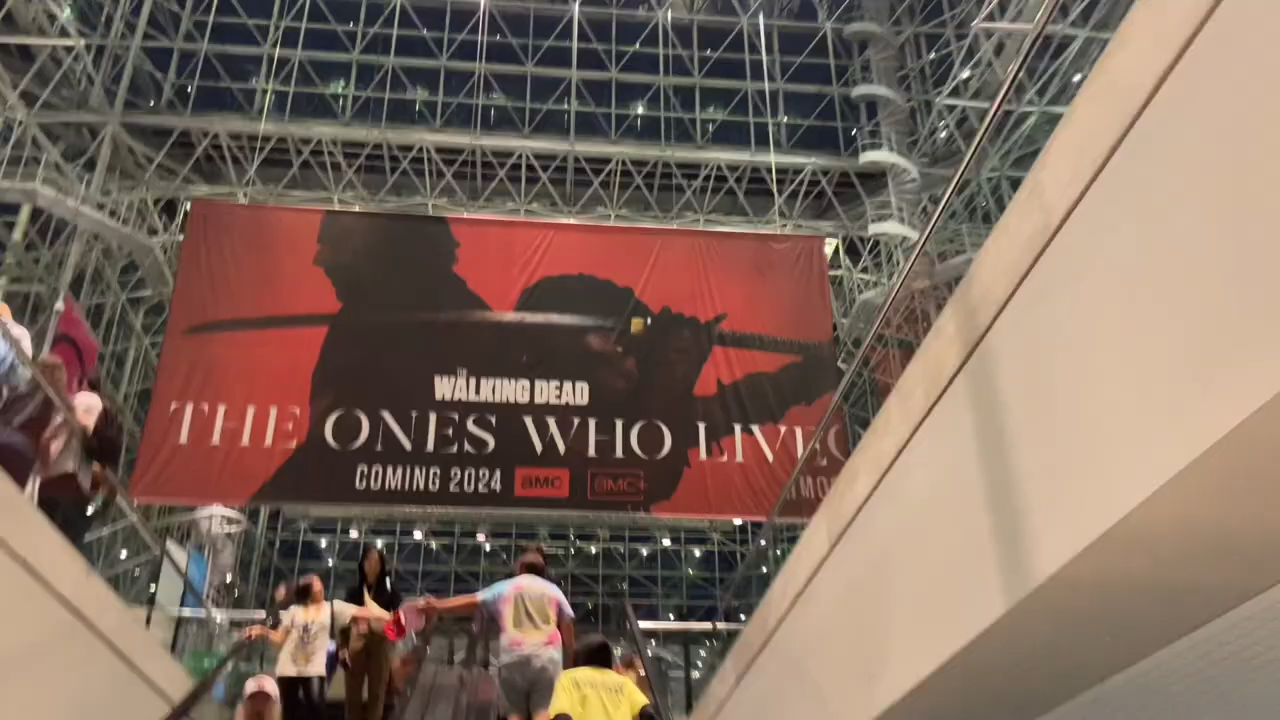 THE
WALKING DEAD
THE ONES WHO LIVE
COMING 2024 AMC AMC+